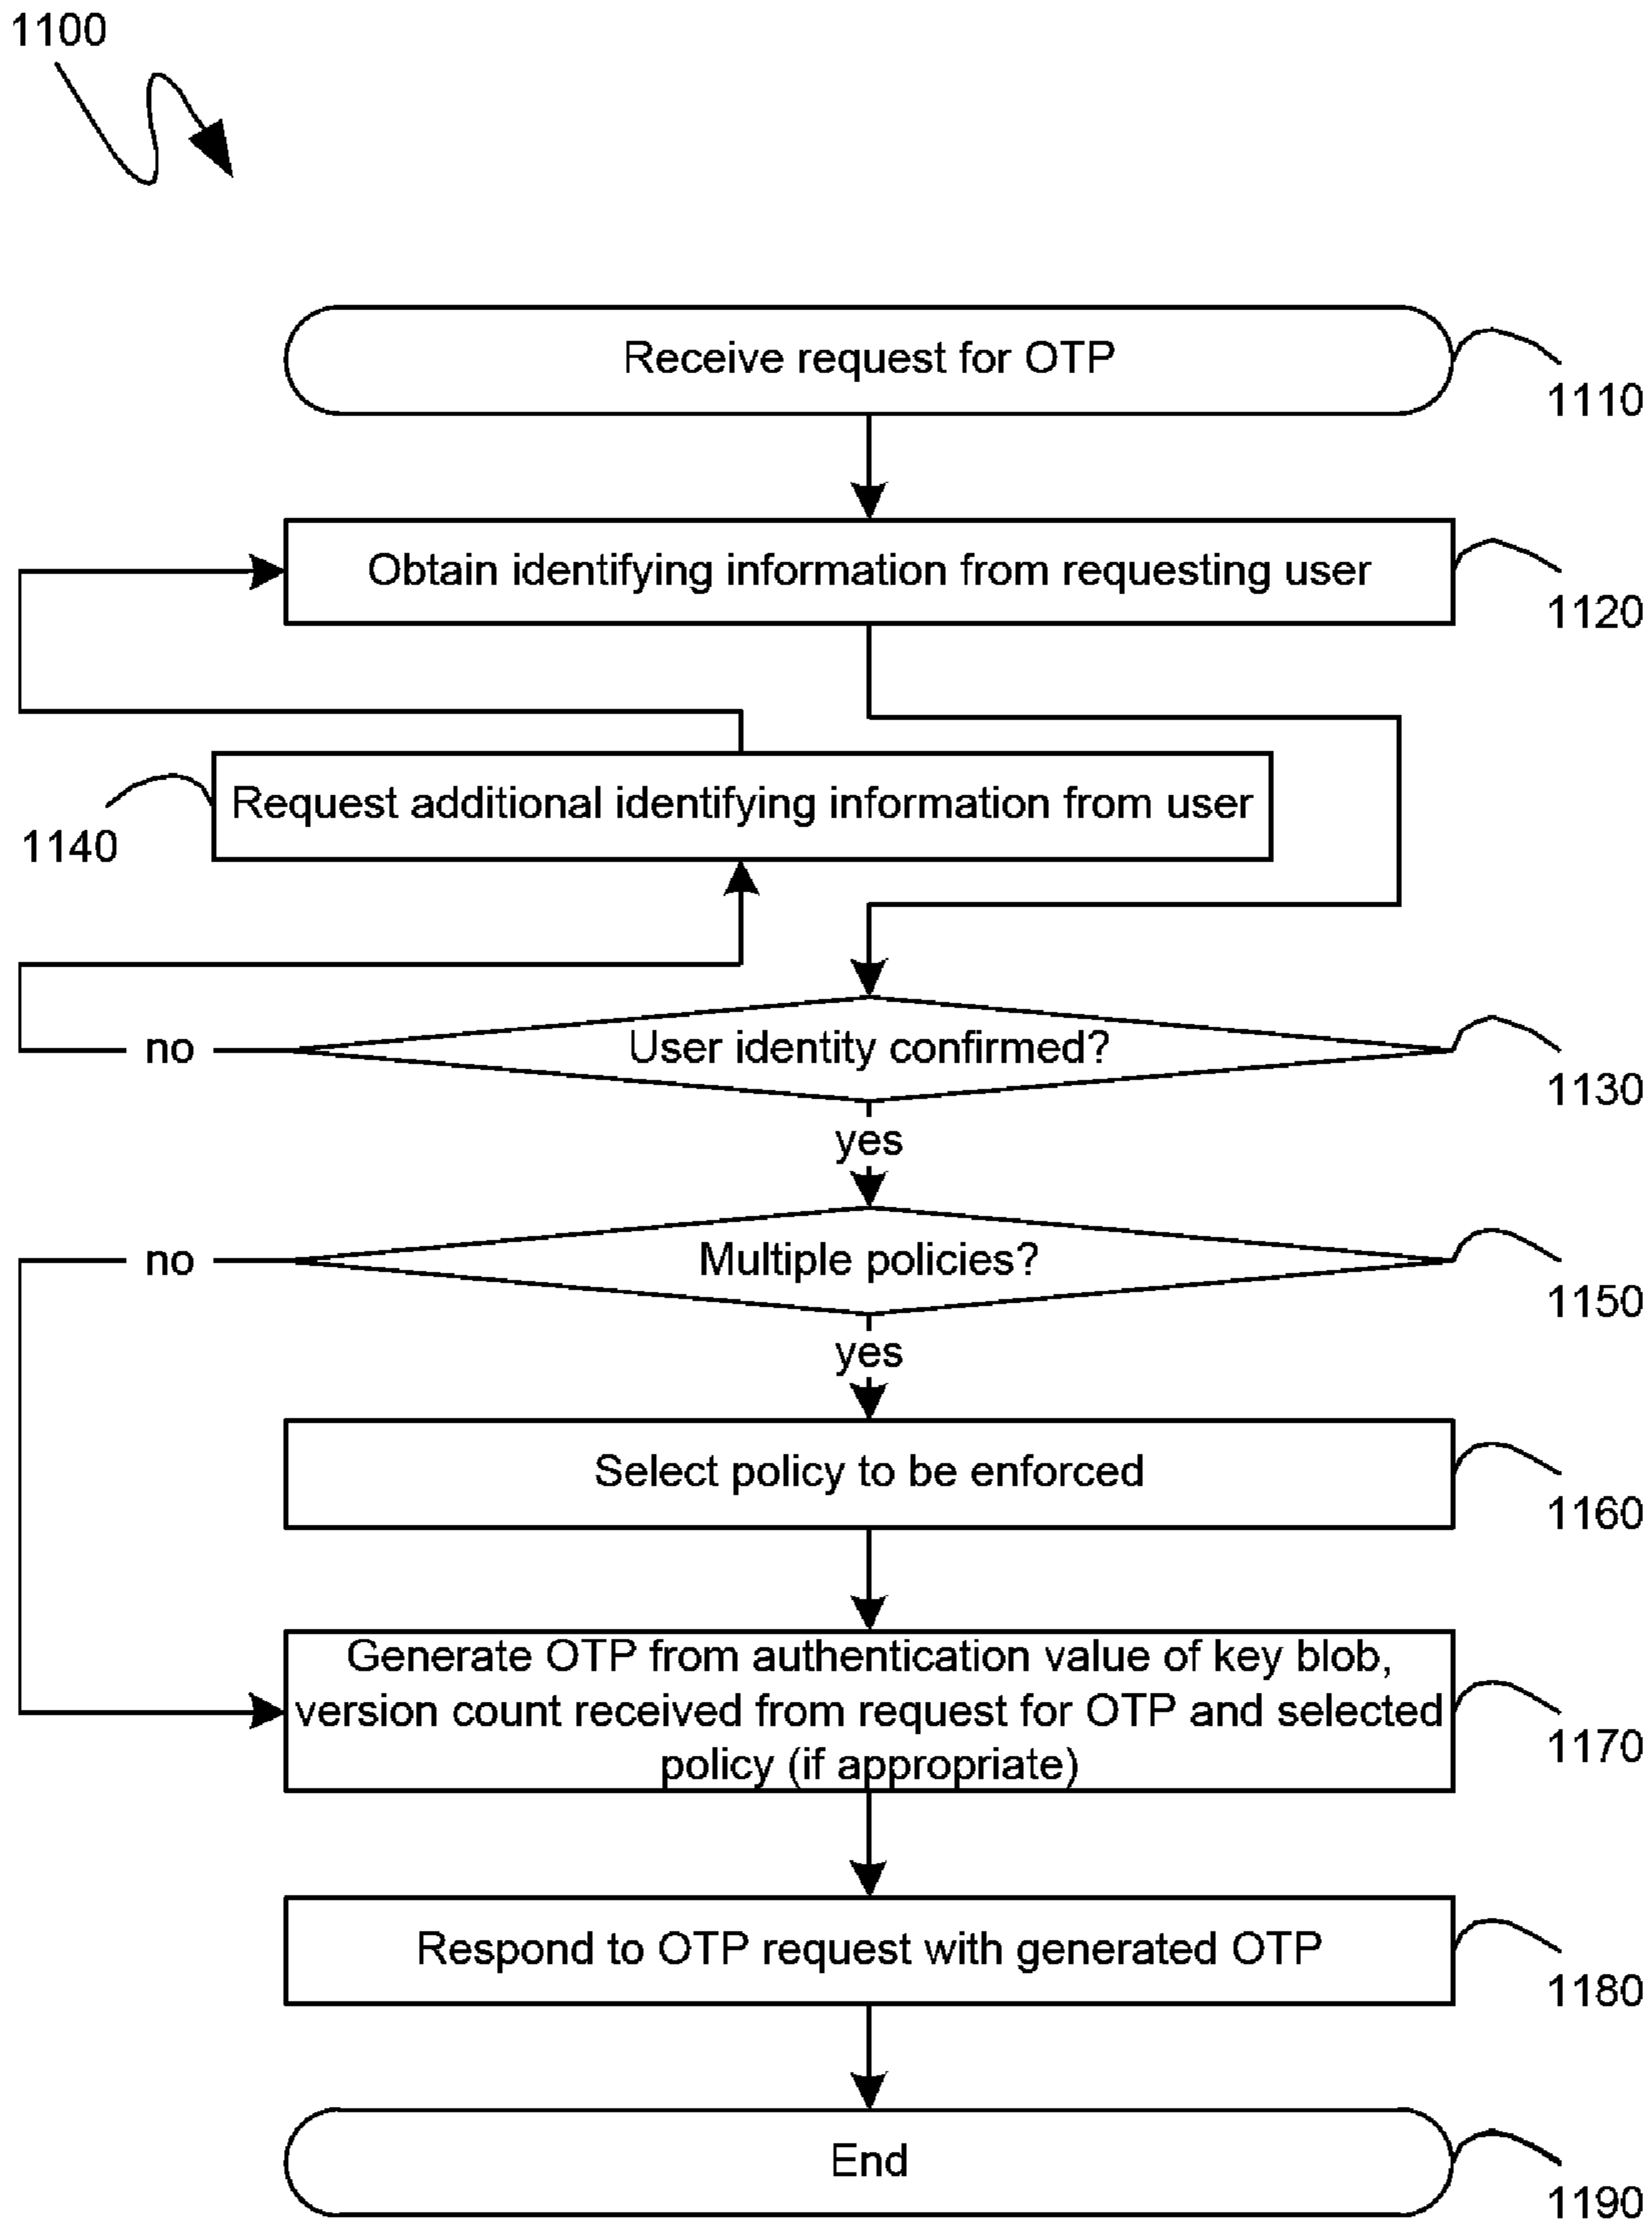 1100
Receive request for OTP
1110
Obtain identifying information from requesting user
1120
Request additional identifying information from user
1140
User identity confirmed?
no
1130
yes
Multiple policies?
no
1150
yes
Select policy to be enforced
1160
Generate OTP from authentication value of key blob,
version count received from request for OTP and selected
policy (if appropriate)
1170
Respond to OTP request with generated OTP
1180
End
1190